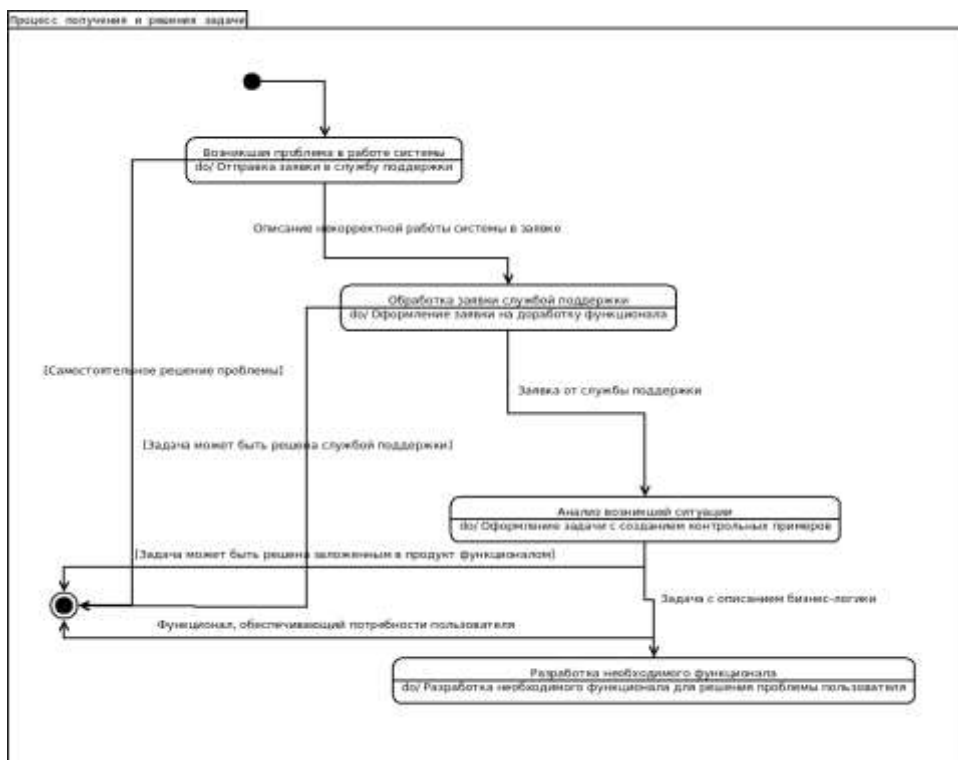 Процесс получения и решения задачи
Возникшая проблема в работе системы
do/ Отправка заявки в службу поддержки
Описание некорректной работы системы в заявке
Обработка заявки службой поддержки
do/ Оформление заявки на доработку функционала
[Самостоятельное решение проблемы]
Заявка от службы поддержки
[Задача может быть решена службой поддержки]
Анализ возникшей ситуации
do/ Оформление задачи с созданием контрольных примеров
[Задача может быть решена заложенным в продукт функционалом]
Задача с описанием бизнес-логики
Функционал, обеспечивающий потребности пользователя
Разработка необходимого функционала
do/ Разработка необходимого функционала для решения проблемы пользователя